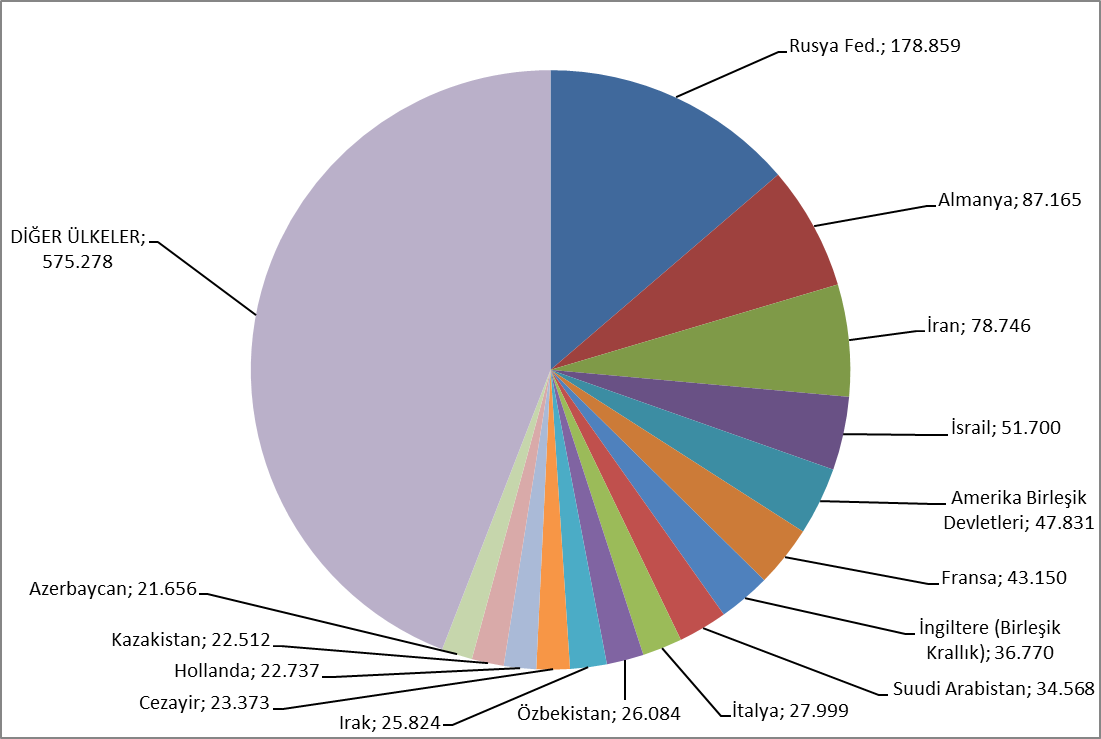 Rusya Fed.; 178.859
Almanya; 87.165
İran; 78.746
İsrail; 51.700
Amerika Birleşik
Devletleri; 47.831
Fransa; 43.150
İngiltere (Birleşik
Krallık); 36.770
Suudi Arabistan; 34.568
İtalya; 27.999
Özbekistan; 26.084
Irak; 25.824
Cezayir; 23.373
Hollanda; 22.737
Kazakistan; 22.512
Azerbaycan; 21.656
DİĞER ÜLKELER;
575.278